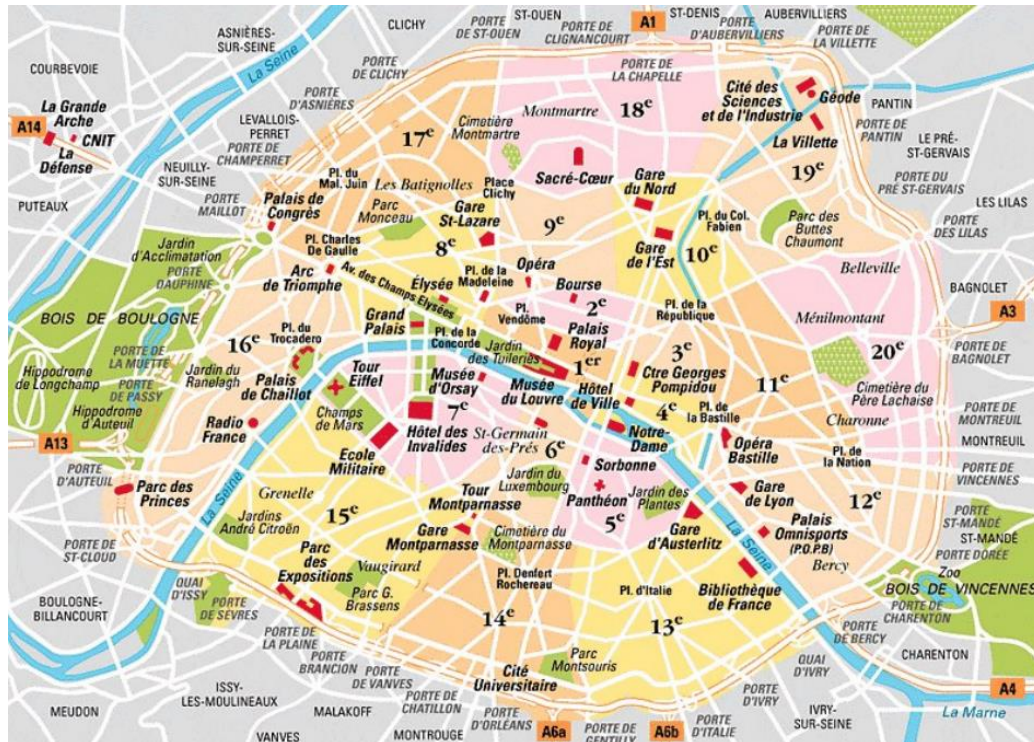 ASNIÈRES-
SUR-SEINE
CLICHY
ST-OUEN
A1
ST-DENIS
AUBERVILLIERS
PORTE
DE ST-OUEN
PORTE DE
CLIGNANCOURT
PORTE
D'AUBERVILLIERS
PORTE DE
LA VILLETTE
COURBEVOIE
La Seine
PORTE
DE CLICHY
PORTE DE
LA CHAPELLE
La Grande
Arche
A14
CNIT
La
Défense
LEVALLOIS-
PERRET
PORTE
D'ASNIÈRES
PORTE DE
CHAMPERRET
17e
Cimetière
Montmartre
Montmartre
18e
Cité des
Sciences
et de l'Industrie
Géode
PANTIN
PORTE
DE
PANTIN
La Villette
LE PRÉ-
ST-GERVAIS
NEUILLY-
SUR-SEINE
PUTEAUX
PORTE
MAILLOT
Pl. du
Mal. Juin
Les Batignolles
Place
Clichy
Sacré-Cœur
Gare
du Nord
19e
PORTE DU
PRÉ ST-GERVAIS
LES LILAS
Palais de
Congrès
Parc
Monceau
Gare
St-Lazare
9e
Pl. du Col.
Fabien
Parc des
Buttes
Chaumont
PORTE
DES LILAS
Jardin
d'Acclimatation
Pl. Charles
De Gaulle
8e
Gare
de l'Est
10e
PORTE
DAUPHINE
Arc
de Triomphe
Av. des Champs Elysées
Élysée
Pl. de la
Madeleine
Opéra
Bourse
2e
Belleville
BAGNOLET
A3
BOIS DE BOULOGNE
Grand
Palais
Pl. de la
Concorde
Pl.
Vendôme
Palais
Royal
Pl. de la
République
Ménilmontant
16e
Pl. du
Trocadero
Jardin
des Tuileries
1er
3e
20e
PORTE DE
LA MUETTE
PORTE
DE
BAGNOLET
Hippodrome
de Longchamp
Jardin du
Ranelagh
PORTE
DE PASSY
Palais de
Chaillot
Tour
Eiffel
Musée
d'Orsay
Musée
du Louvre
Hôtel
de Ville
Ctre Georges
Pompidou
11e
Cimetière du
Père Lachaise
Hippodrome
d'Auteuil
Champs
de Mars
7e
4e
Pl. de
la Bastille
Charonne
PORTE DE
MONTREUIL
Radio
France
Hôtel des
Invalides
St-Germain
des-Prés
6e
Notre-
Dame
Opéra
Bastille
Pl. de
la Nation
MONTREUIL
A13
Ecole
Militaire
Sorbonne
PORTE
D'AUTEUIL
Parc des
Princes
La Seine
Grenelle
Tour
Montparnasse
Jardin du
Luxembourg
Panthéon
Jardin des
Plantes
Gare
de Lyon
12e
PORTE DE
VINCENNES
15e
5e
Jardins
André Citroën
Gare
Montparnasse
Cimetière du
Montparnasse
Gare
d'Austerlitz
La Seine
Palais
Omnisports
(P.O.P.B)
PORTE
ST-MANDÉ
ST-MANDÉ
PORTE DE
ST-CLOUD
Parc
des
Expositions
Vaugirard
Bercy
PORTE DORÉE
Zoo
QUAI
D'ISSY
Parc G.
Brassens
Pl. Denfert
Rochereau
Pl. d'Italie
Bibliothèque
de France
BOIS DE VINCENNES
BOULOGNE-
BILLANCOURT
PORTE
DE SÈVRES
14e
13e
PORTE DE
CHARENTON
PORTE
DE BERCY
PORTE
DE LA PLAINE
PORTE
BRANCION
Parc
Montsouris
QUAI
D'IVRY
CHARENTON
PORTE
DE VANVES
Cité
Universitaire
ISSY-
LES-MOULINEAUX
PORTE DE
CHATILLON
PORTE
D'IVRY
A4
MEUDON
MALAKOFF
PORTE
D'ORLÉANS
A6a
PORTE
DE
GENTILLY
A6b
PORTE
D'ITALIE
IVRY-
SUR-SEINE
La Marne
VANVES
MONTROUGE